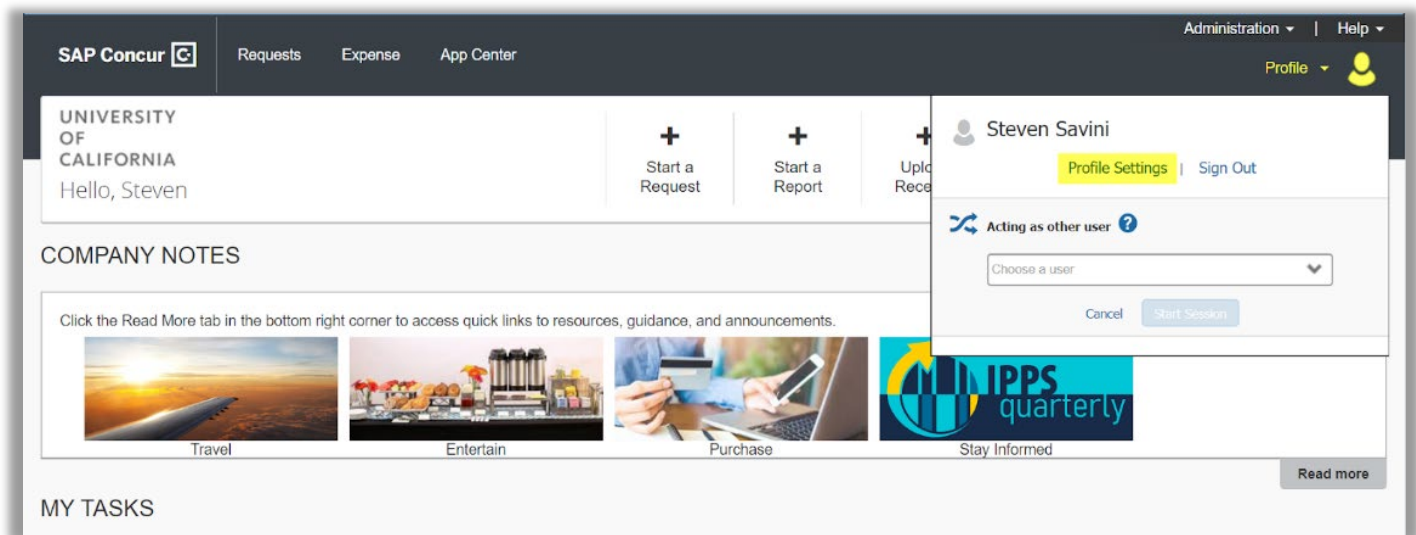 Administration | Help
SAP Concur C. Requests Expense App Center
Profile
UNIVERSITY
OF
CALIFORNIA
Hello, Steven
+ Start a
Request
+ Start a
Report
+ Uplo
Rece
Steven Savini
Profile Settings | Sign Out
Acting as other user ?
Choose a user
Cancel Start Session
COMPANY NOTES
Click the Read More tab in the bottom right corner to access quick links to resources, guidance, and announcements.
IPPS
quarterly
Travel Entertain Purchase Stay Informed
Read more
MY TASKS